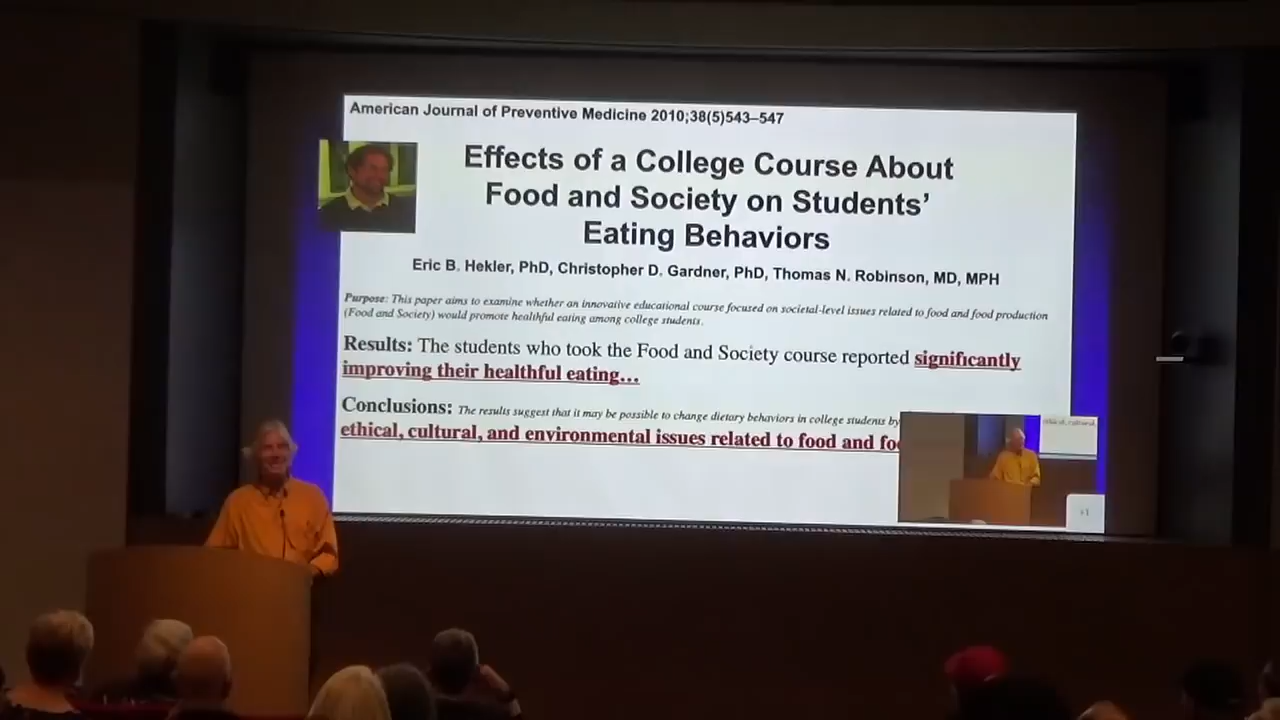 American Journal of Preventive Medicine 2010;38(5)543–547
Effects of a College Course About
Food and Society on Students’
Eating Behaviors
Eric B. Hekler, PhD, Christopher D. Gardner, PhD, Thomas N. Robinson, MD, MPH
Purpose: This paper aims to examine whether an innovative educational course focused on societal-level issues related to food and food production
(Food and Society) would promote healthful eating among college students.
Results: The students who took the Food and Society course reported significantly
improving their healthful eating…
Conclusions: The results suggest that it may be possible to change dietary behaviors in college students by
ethical, cultural, and environmental issues related to food and fo